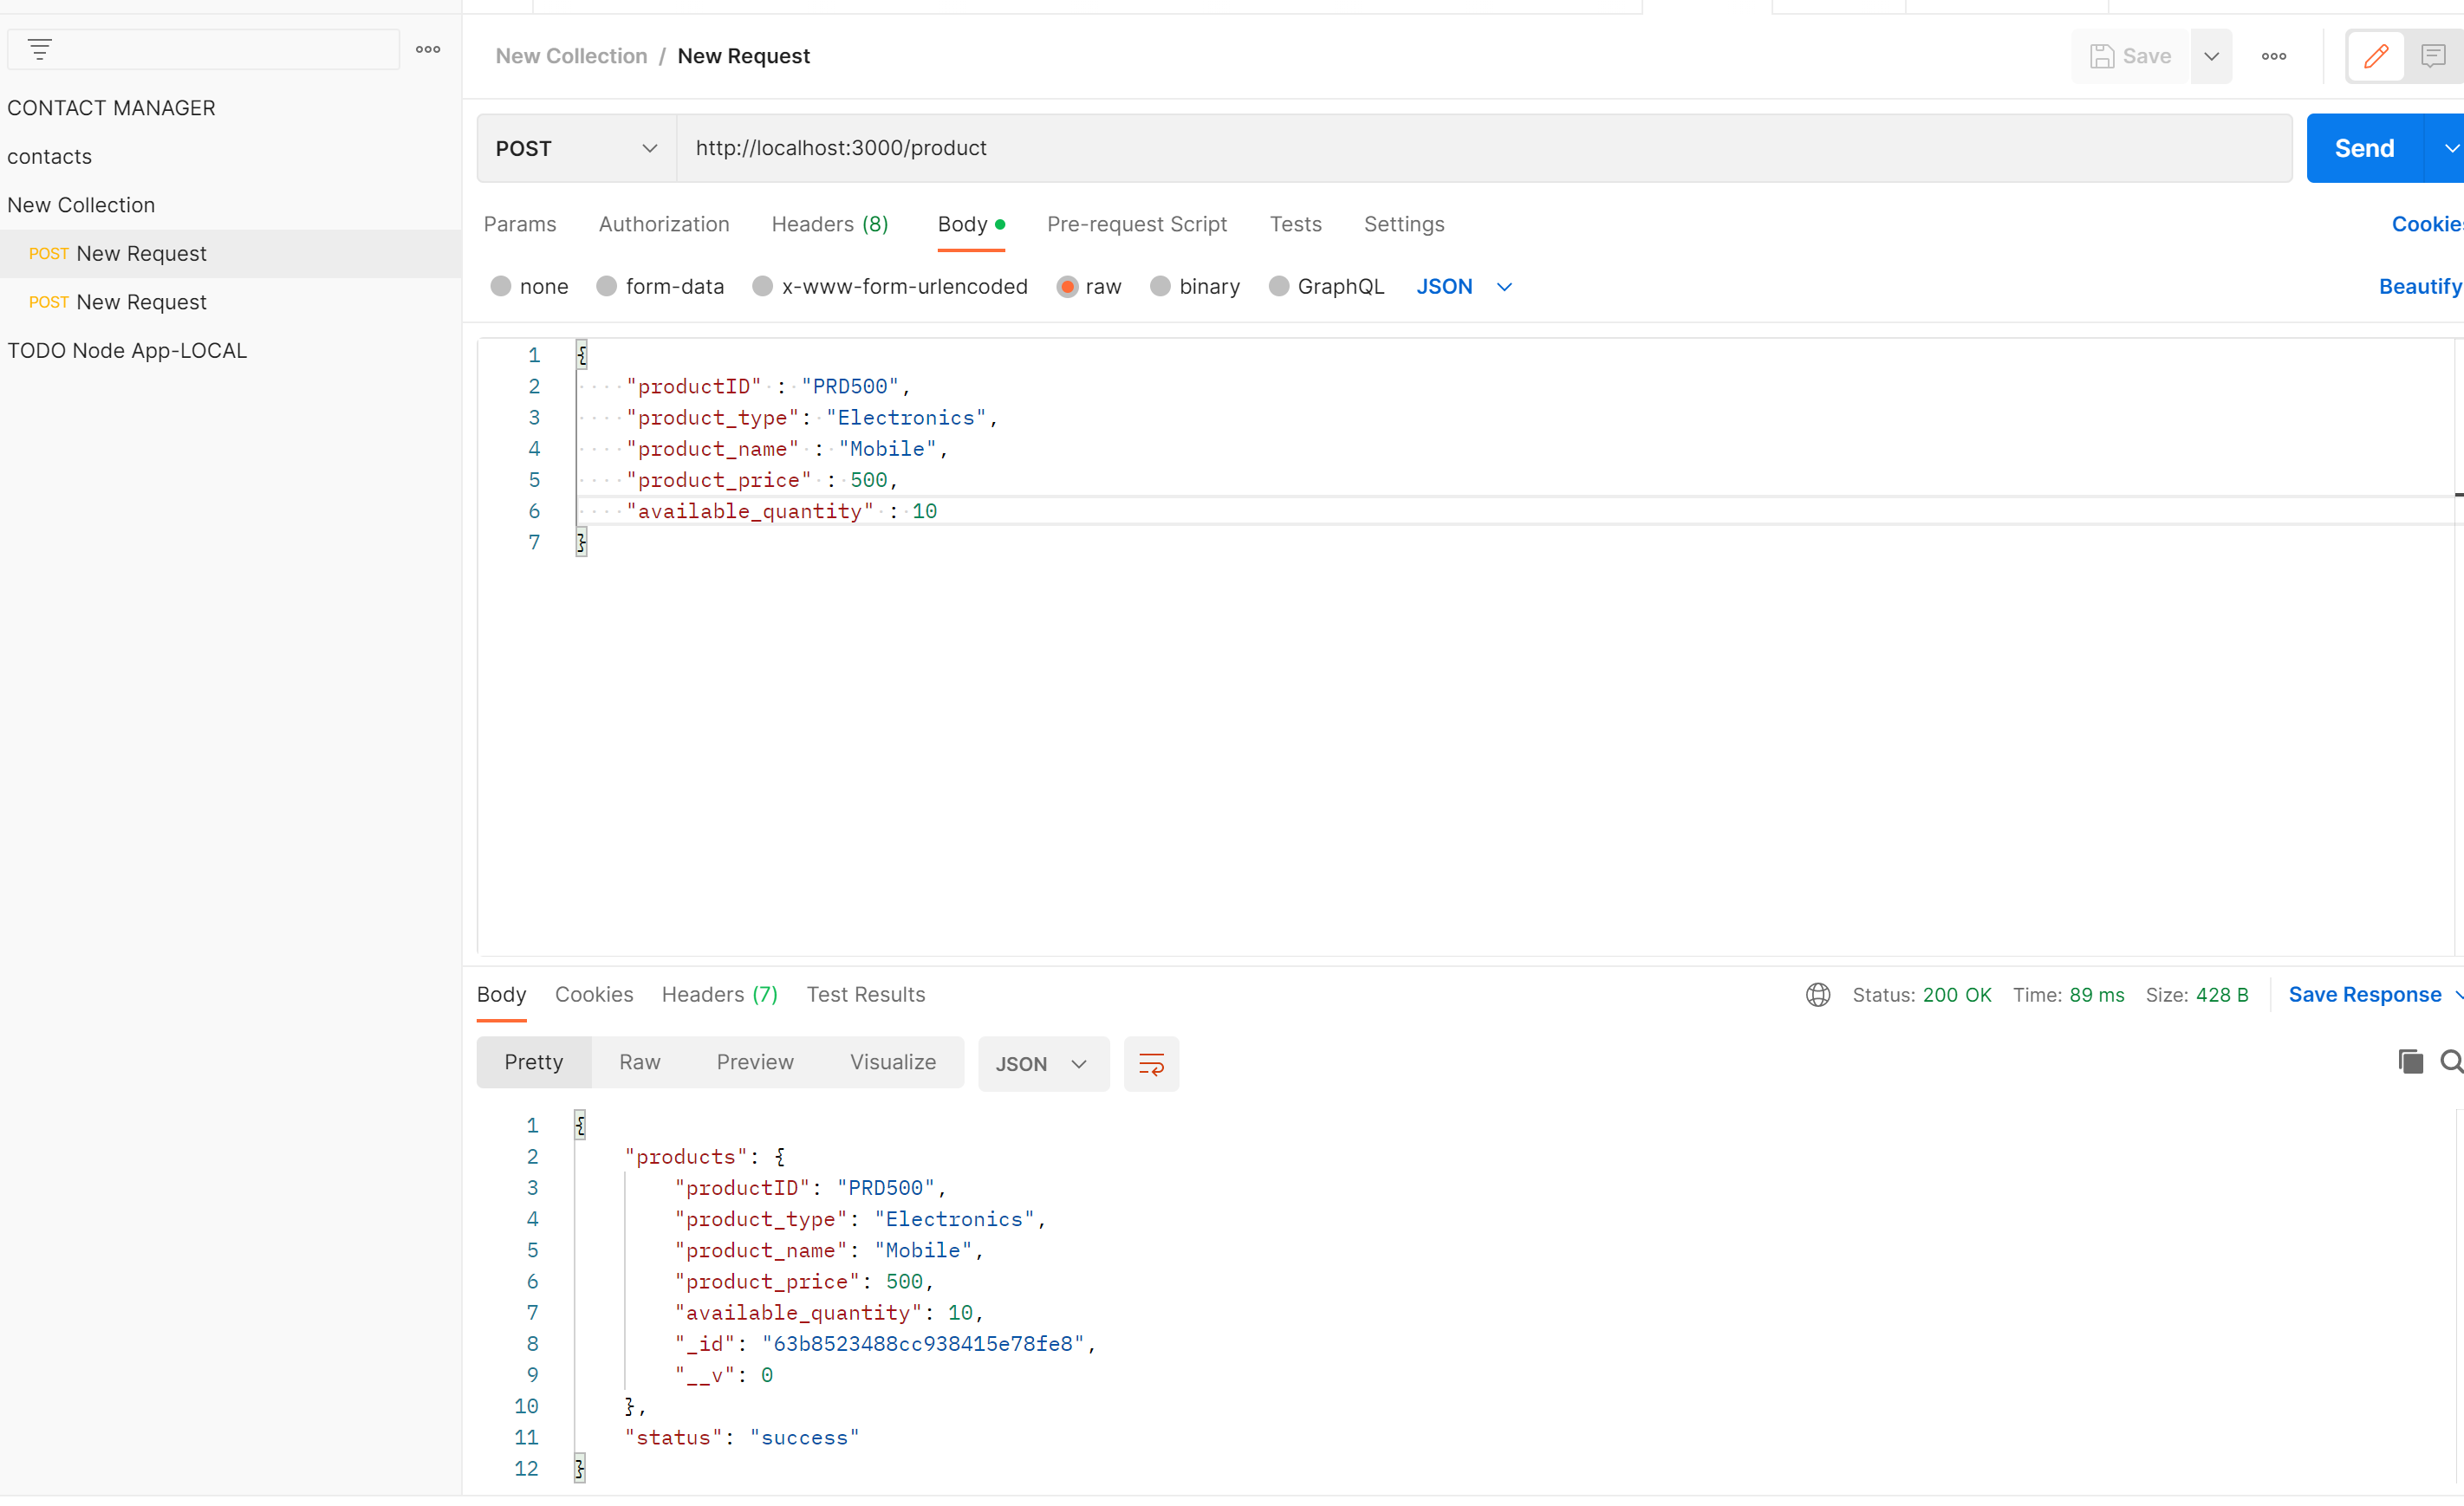 CONTACT MANAGER
contacts
New Collection
POST New Request
POST New Request
TODO Node App-LOCAL
New Collection / New Request
Save
POST http://localhost:3000/product Send
Params Authorization Headers (8) Body Pre-request Script Tests Settings Cookies
none form-data x-www-form-urlencoded raw binary GraphQL JSON Beautify
1 {
2 "productID" : "PRD500",
3 "product_type": "Electronics",
4 "product_name" : "Mobile",
5 "product_price" : 500,
6 "available_quantity" : 10
7 }
Body Cookies Headers (7) Test Results Status: 200 OK Time: 89 ms Size: 428 B Save Response
Pretty Raw Preview Visualize JSON
1 {
2 "products": {
3 "productID": "PRD500",
4 "product_type": "Electronics",
5 "product_name": "Mobile",
6 "product_price": 500,
7 "available_quantity": 10,
8 "_id": "63b8523488cc938415e78fe8",
9 "__v": 0
10 },
11 "status": "success"
12 }